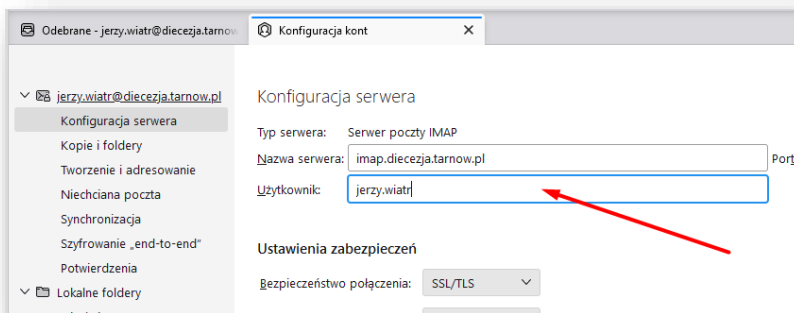 Odebrane - jerzy.wiatr@diecezja.tarnow
Konfiguracja kont
jerzy.wiatr@diecezja.tarnow.pl
Konfiguracja serwera
Kopie i foldery
Tworzenie i adresowanie
Niechciana poczta
Synchronizacja
Szyfrowanie „end-to-end”
Potwierdzenia
Lokalne foldery
Konfiguracja serwera
Typ serwera: Serwer poczty IMAP
Nazwa serwera: imap.diecezja.tarnow.pl Port
Użytkownik: jerzy.wiatr
Ustawienia zabezpieczeń
Bezpieczeństwo połączenia: SSL/TLS